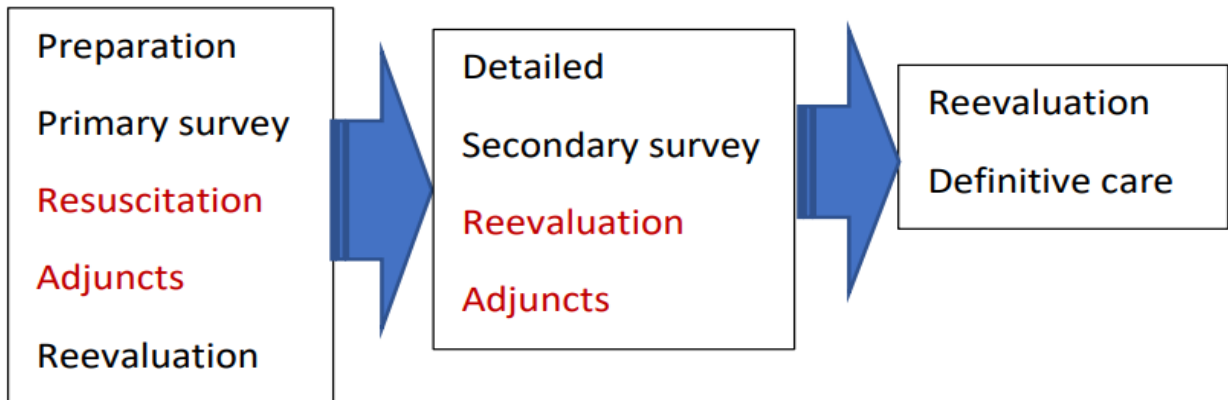 Preparation
Primary survey
Resuscitation
Adjuncts
Reevaluation
Detailed
Secondary survey
Reevaluation
Adjuncts
Reevaluation
Definitive care